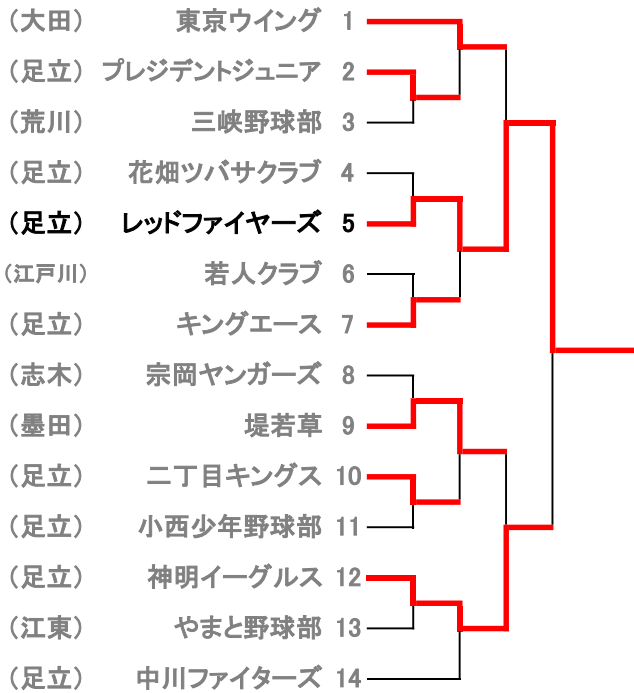 （大田） 東京ウイング 1
（足立） プレジデントジュニア 2
（荒川） 三峡野球部 3
（足立） 花畑ツバサクラブ 4
（足立） レッドファイヤーズ 5
（江戸川） 若人クラブ 6
（足立） キングエース 7
（志木） 宗岡ヤンガーズ 8
（墨田） 堤若草 9
（足立） 二丁目キングス 10
（足立） 小西少年野球部 11
（足立） 神明イーグルス 12
（江東） やまと野球部 13
（足立） 中川ファイターズ 14